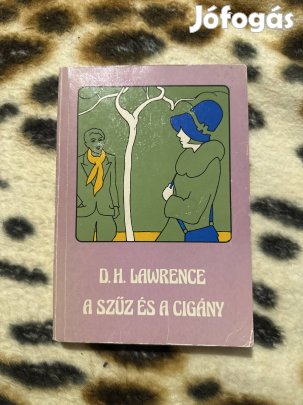 Jófogás
D. H. LAWRENCE
A SZŰZ ÉS A CIGÁNY